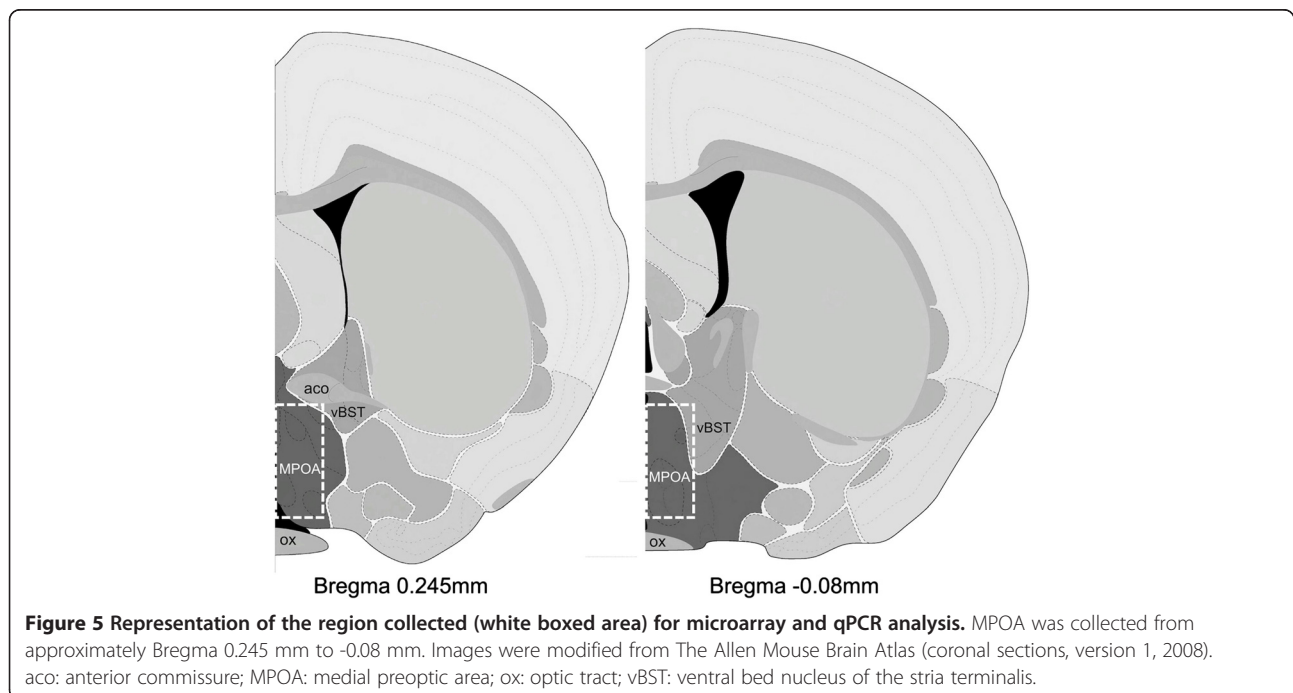 aco
vBST
MPOA
ox
vBST
MPOA
ox
Bregma 0.245mm
Bregma -0.08mm
Figure 5 Representation of the region collected (white boxed area) for microarray and qPCR analysis. MPOA was collected from
approximately Bregma 0.245 mm to -0.08 mm. Images were modified from The Allen Mouse Brain Atlas (coronal sections, version 1, 2008).
aco: anterior commissure; MPOA: medial preoptic area; ox: optic tract; vBST: ventral bed nucleus of the stria terminalis.